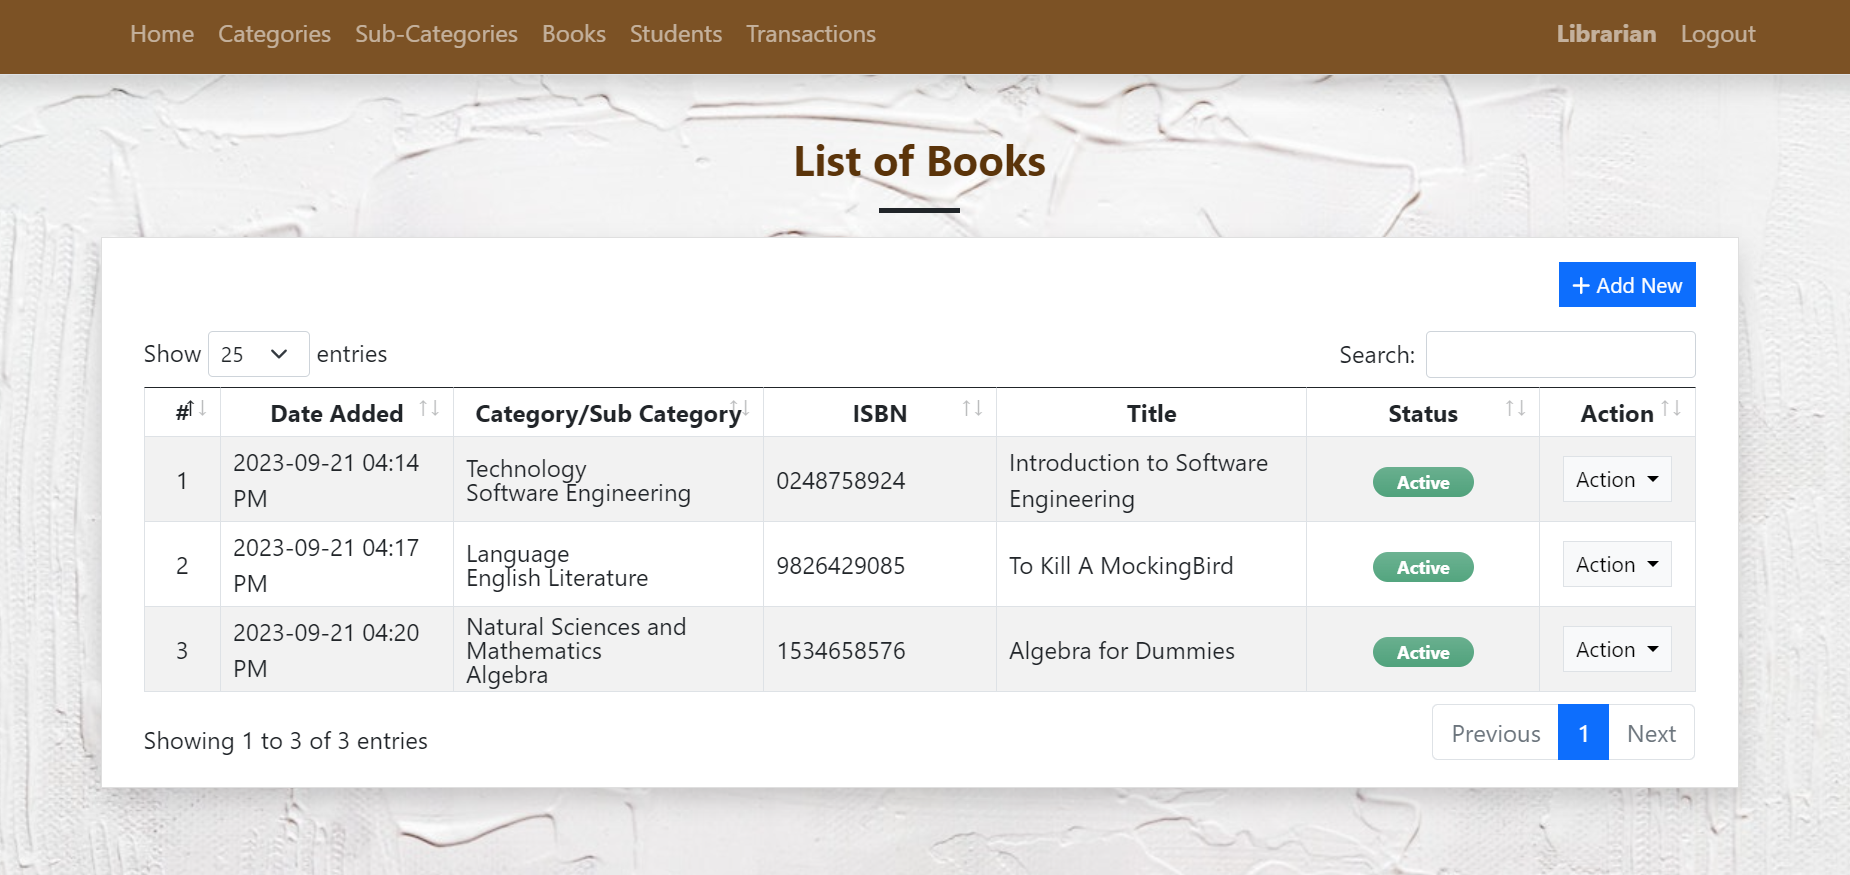 Home Categories Sub-Categories Books Students Transactions Librarian Logout
List of Books
+ Add New
Show 25 entries Search:
# Date Added Category/Sub Category ISBN Title Status Action
1 2023-09-21 04:14 PM Technology Software Engineering 0248758924 Introduction to Software Engineering Active Action
2 2023-09-21 04:17 PM Language English Literature 9826429085 To Kill A MockingBird Active Action
3 2023-09-21 04:20 PM Natural Sciences and Mathematics Algebra 1534658576 Algebra for Dummies Active Action
Showing 1 to 3 of 3 entries Previous 1 Next